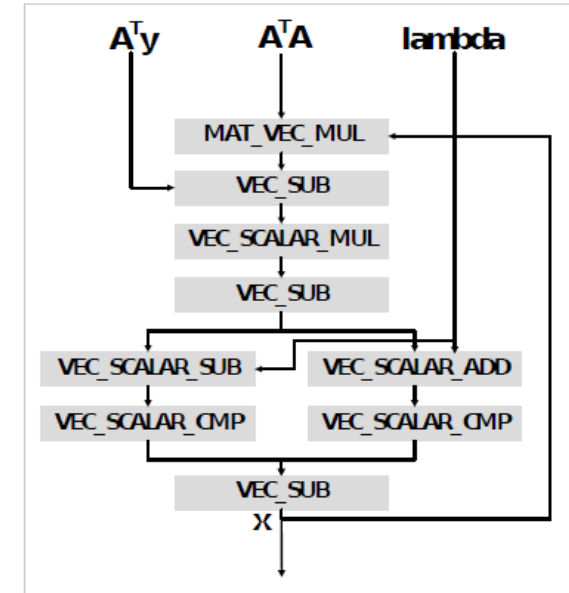 Aᵀy AᵀA lambda
MAT_VEC_MUL
VEC_SUB
VEC_SCALAR_MUL
VEC_SUB
VEC_SCALAR_SUB VEC_SCALAR_ADD
VEC_SCALAR_CMP VEC_SCALAR_CMP
VEC_SUB
x